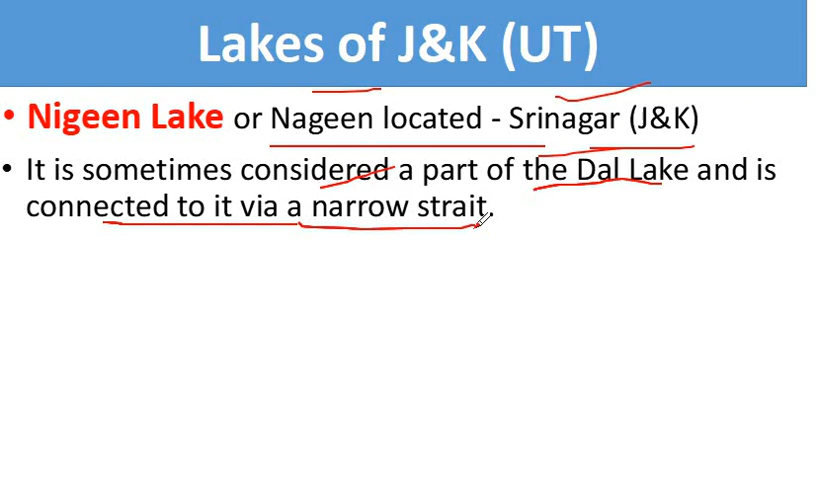 Lakes of J&K (UT)
• Nigeen Lake or Nageen located - Srinagar (J&K)
• It is sometimes considered a part of the Dal Lake and is
connected to it via a narrow strait.